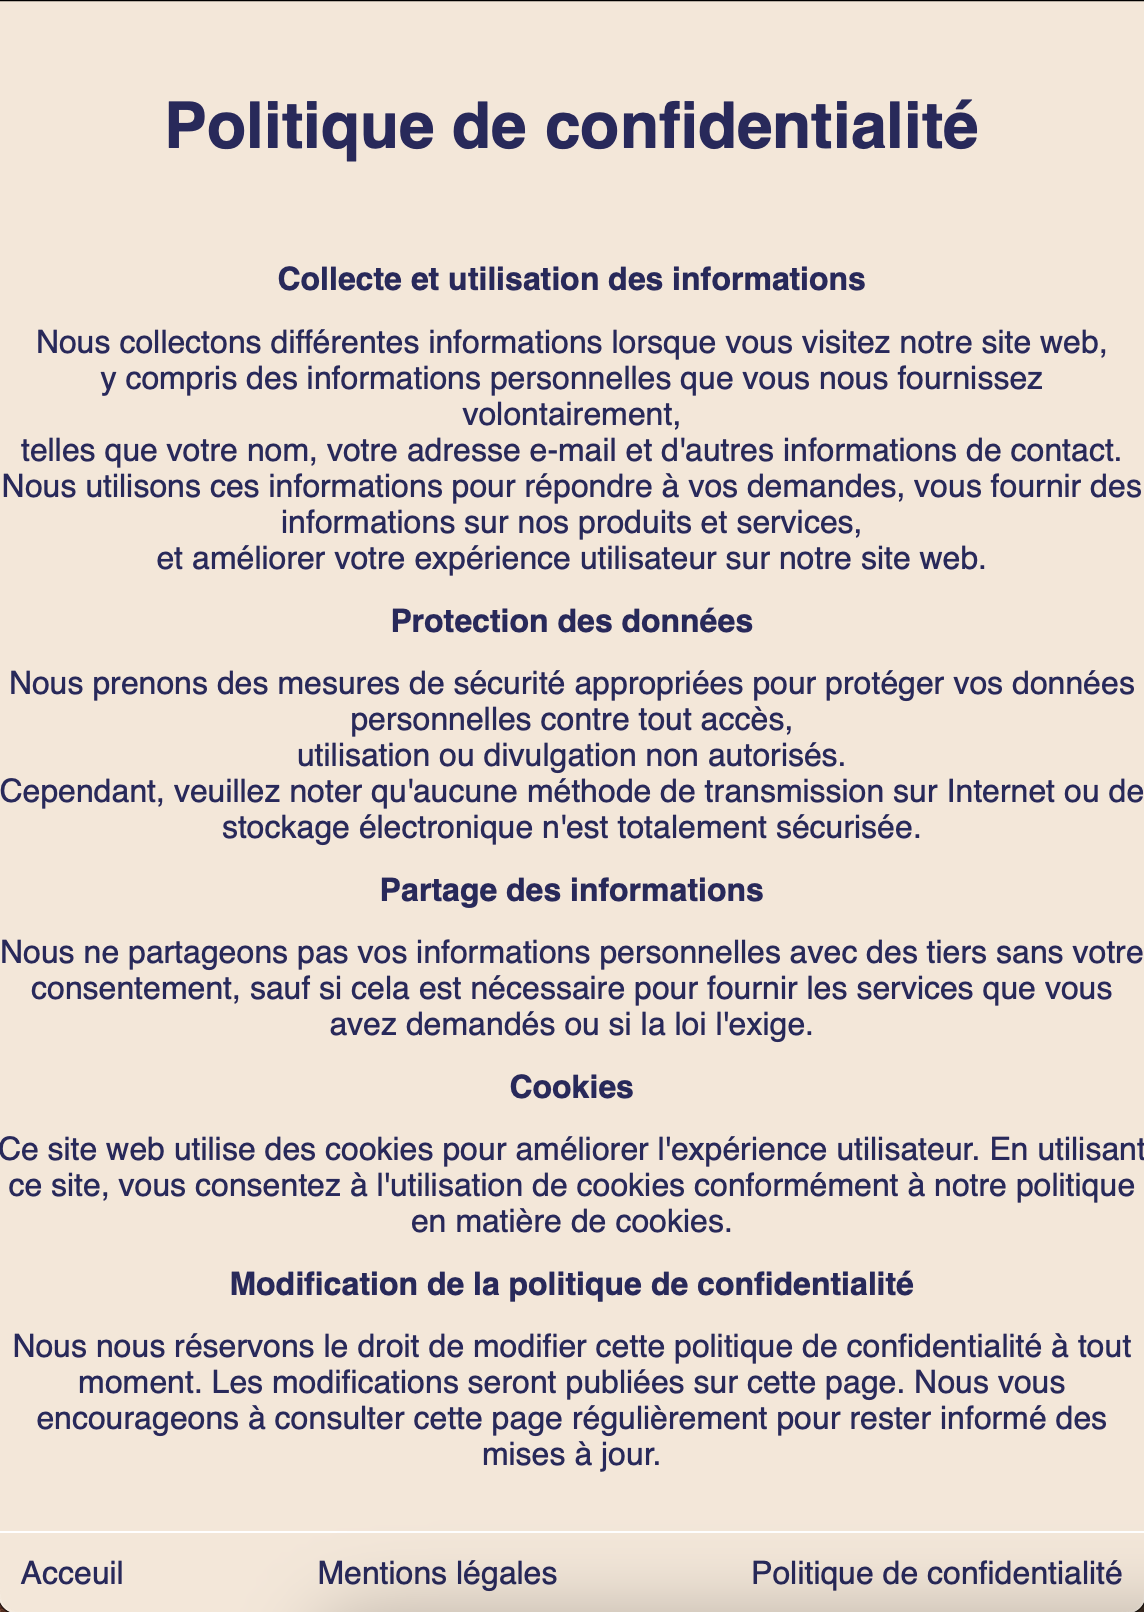 Politique de confidentialité
Collecte et utilisation des informations
Nous collectons différentes informations lorsque vous visitez notre site web,
y compris des informations personnelles que vous nous fournissez
volontairement,
telles que votre nom, votre adresse e-mail et d'autres informations de contact.
Nous utilisons ces informations pour répondre à vos demandes, vous fournir des
informations sur nos produits et services,
et améliorer votre expérience utilisateur sur notre site web.
Protection des données
Nous prenons des mesures de sécurité appropriées pour protéger vos données
personnelles contre tout accès,
utilisation ou divulgation non autorisés.
Cependant, veuillez noter qu'aucune méthode de transmission sur Internet ou de
stockage électronique n'est totalement sécurisée.
Partage des informations
Nous ne partageons pas vos informations personnelles avec des tiers sans votre
consentement, sauf si cela est nécessaire pour fournir les services que vous
avez demandés ou si la loi l'exige.
Cookies
Ce site web utilise des cookies pour améliorer l'expérience utilisateur. En utilisant
ce site, vous consentez à l'utilisation de cookies conformément à notre politique
en matière de cookies.
Modification de la politique de confidentialité
Nous nous réservons le droit de modifier cette politique de confidentialité à tout
moment. Les modifications seront publiées sur cette page. Nous vous
encourageons à consulter cette page régulièrement pour rester informé des
mises à jour.
Acceuil Mentions légales Politique de confidentialité